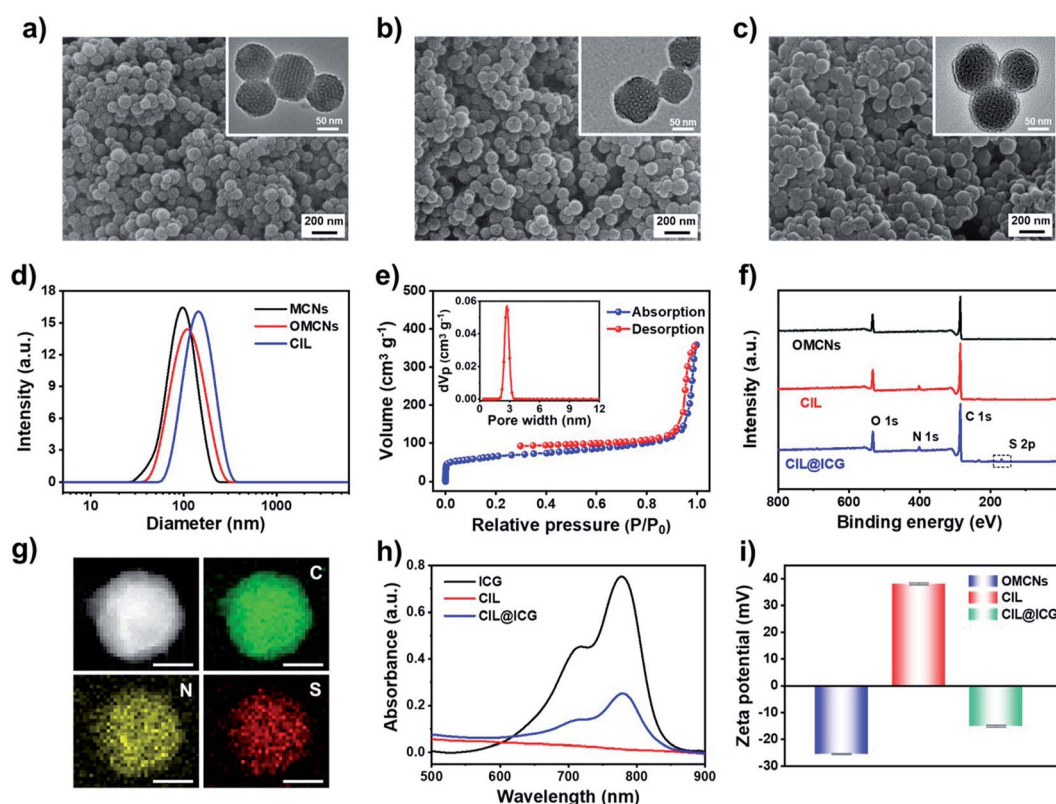 a)
50 nm
200 nm
b)
50 nm
200 nm
c)
50 nm
200 nm
d)
Intensity (a.u.)
18
15
12
9
6
3
0
MCNs
OMCNs
CIL
10
100
1000
Diameter (nm)
e)
Volume (cm³ g⁻¹)
500
400
300
200
100
0
dVp (cm³ g⁻¹)
0.06
0.04
0.02
0.00
0
3
6
9
12
Pore width (nm)
Absorption
Desorption
0.0
0.2
0.4
0.6
0.8
1.0
Relative pressure (P/P₀)
f)
Intensity (a.u.)
OMCNs
CIL
O 1s
N 1s
C 1s
S 2p
CIL@ICG
800
600
400
200
Binding energy (eV)
g)
C
N
S
h)
Absorbance (a.u.)
0.8
0.6
0.4
0.2
0.0
ICG
CIL
CIL@ICG
500
600
700
800
900
Wavelength (nm)
i)
Zeta potential (mV)
40
30
20
10
0
-10
-20
-30
OMCNs
CIL
CIL@ICG